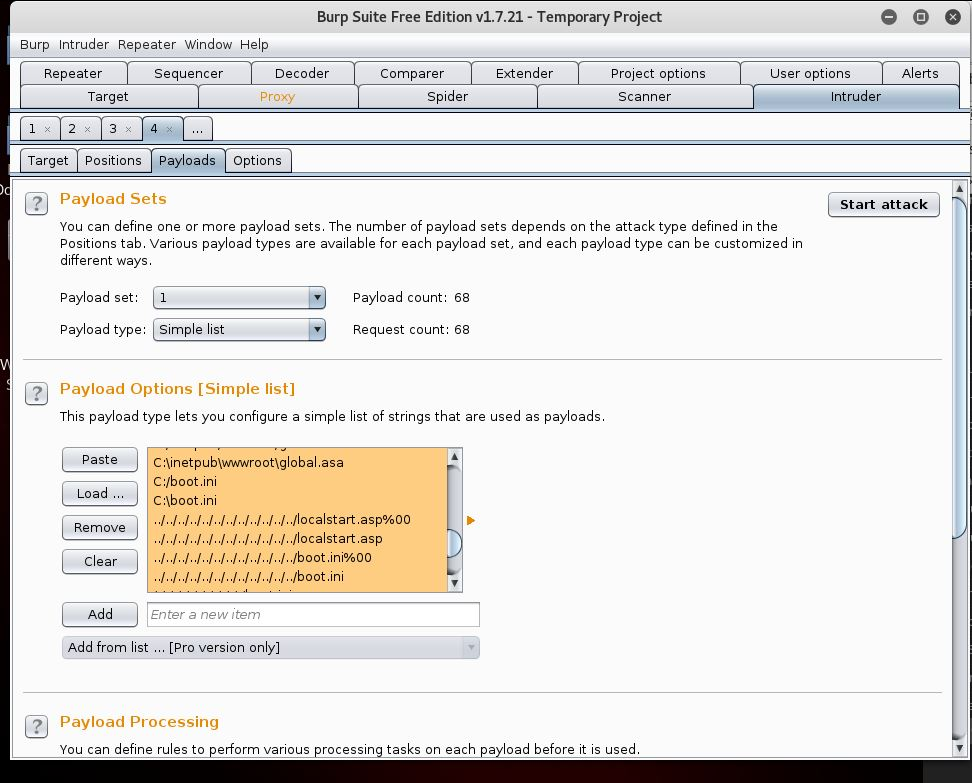 Burp Suite Free Edition v1.7.21 - Temporary Project
Burp Intruder Repeater Window Help
Repeater Sequencer Decoder Comparer Extender Project options User options Alerts
Target Proxy Spider Scanner Intruder
1 × 2 × 3 × 4 × ...
Target Positions Payloads Options
? Payload Sets
Start attack
You can define one or more payload sets. The number of payload sets depends on the attack type defined in the
Positions tab. Various payload types are available for each payload set, and each payload type can be customized in
different ways.
Payload set: 1 Payload count: 68
Payload type: Simple list Request count: 68
? Payload Options [Simple list]
This payload type lets you configure a simple list of strings that are used as payloads.
Paste
Load ...
Remove
Clear
C:\inetpub\wwwroot\global.asa
C:/boot.ini
C:\boot.ini
../../../../../../../../../../../../localstart.asp%00
../../../../../../../../../../../../localstart.asp
../../../../../../../../../../../../boot.ini%00
../../../../../../../../../../../../boot.ini
Add Enter a new item
Add from list ... [Pro version only]
? Payload Processing
You can define rules to perform various processing tasks on each payload before it is used.